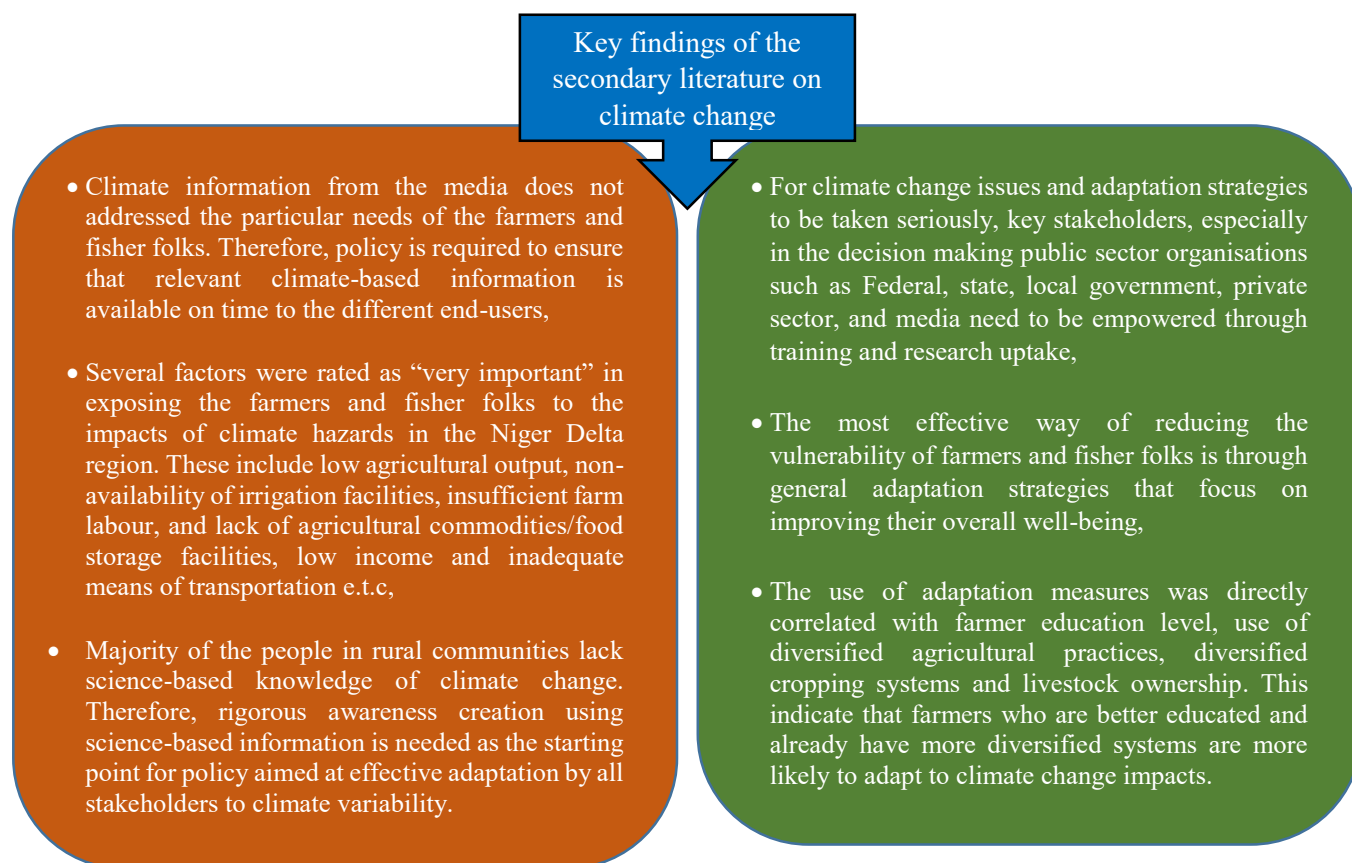 Key findings of the
secondary literature on
climate change
• Climate information from the media does not
addressed the particular needs of the farmers and
fisher folks. Therefore, policy is required to ensure
that relevant climate-based information is
available on time to the different end-users,
• Several factors were rated as “very important” in
exposing the farmers and fisher folks to the
impacts of climate hazards in the Niger Delta
region. These include low agricultural output, non-
availability of irrigation facilities, insufficient farm
labour, and lack of agricultural commodities/food
storage facilities, low income and inadequate
means of transportation e.t.c,
• Majority of the people in rural communities lack
science-based knowledge of climate change.
Therefore, rigorous awareness creation using
science-based information is needed as the starting
point for policy aimed at effective adaptation by all
stakeholders to climate variability.
• For climate change issues and adaptation strategies
to be taken seriously, key stakeholders, especially
in the decision making public sector organisations
such as Federal, state, local government, private
sector, and media need to be empowered through
training and research uptake,
• The most effective way of reducing the
vulnerability of farmers and fisher folks is through
general adaptation strategies that focus on
improving their overall well-being,
• The use of adaptation measures was directly
correlated with farmer education level, use of
diversified agricultural practices, diversified
cropping systems and livestock ownership. This
indicate that farmers who are better educated and
already have more diversified systems are more
likely to adapt to climate change impacts.